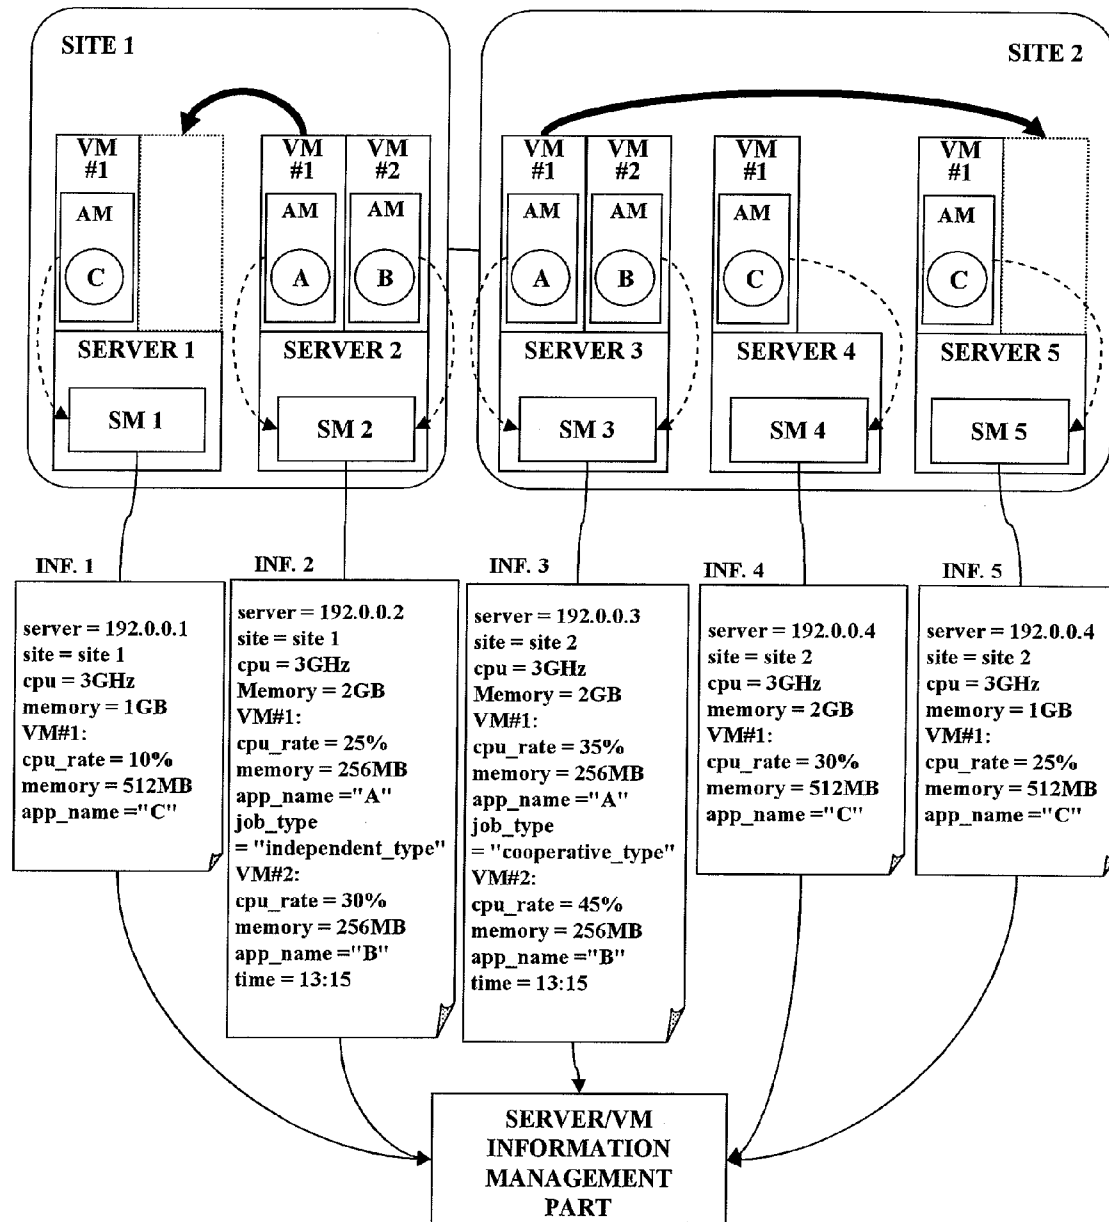 SITE 1
SITE 2
VM
#1
VM
#1
VM
#2
VM
#1
VM
#2
VM
#1
VM
#1
AM
AM
AM
AM
AM
AM
AM
C
A
B
A
B
C
C
SERVER 1
SERVER 2
SERVER 3
SERVER 4
SERVER 5
SM 1
SM 2
SM 3
SM 4
SM 5
INF. 1
server = 192.0.0.1
site = site 1
cpu = 3GHz
memory = 1GB
VM#1:
cpu_rate = 10%
memory = 512MB
app_name ="C"
INF. 2
server = 192.0.0.2
site = site 1
cpu = 3GHz
Memory = 2GB
VM#1:
cpu_rate = 25%
memory = 256MB
app_name ="A"
job_type
= "independent_type"
VM#2:
cpu_rate = 30%
memory = 256MB
app_name ="B"
time = 13:15
INF. 3
server = 192.0.0.3
site = site 2
cpu = 3GHz
Memory = 2GB
VM#1:
cpu_rate = 35%
memory = 256MB
app_name ="A"
job_type
= "cooperative_type"
VM#2:
cpu_rate = 45%
memory = 256MB
app_name ="B"
time = 13:15
INF. 4
server = 192.0.0.4
site = site 2
cpu = 3GHz
memory = 2GB
VM#1:
cpu_rate = 30%
memory = 512MB
app_name ="C"
INF. 5
server = 192.0.0.4
site = site 2
cpu = 3GHz
memory = 1GB
VM#1:
cpu_rate = 25%
memory = 512MB
app_name ="C"
SERVER/VM
INFORMATION
MANAGEMENT
PART